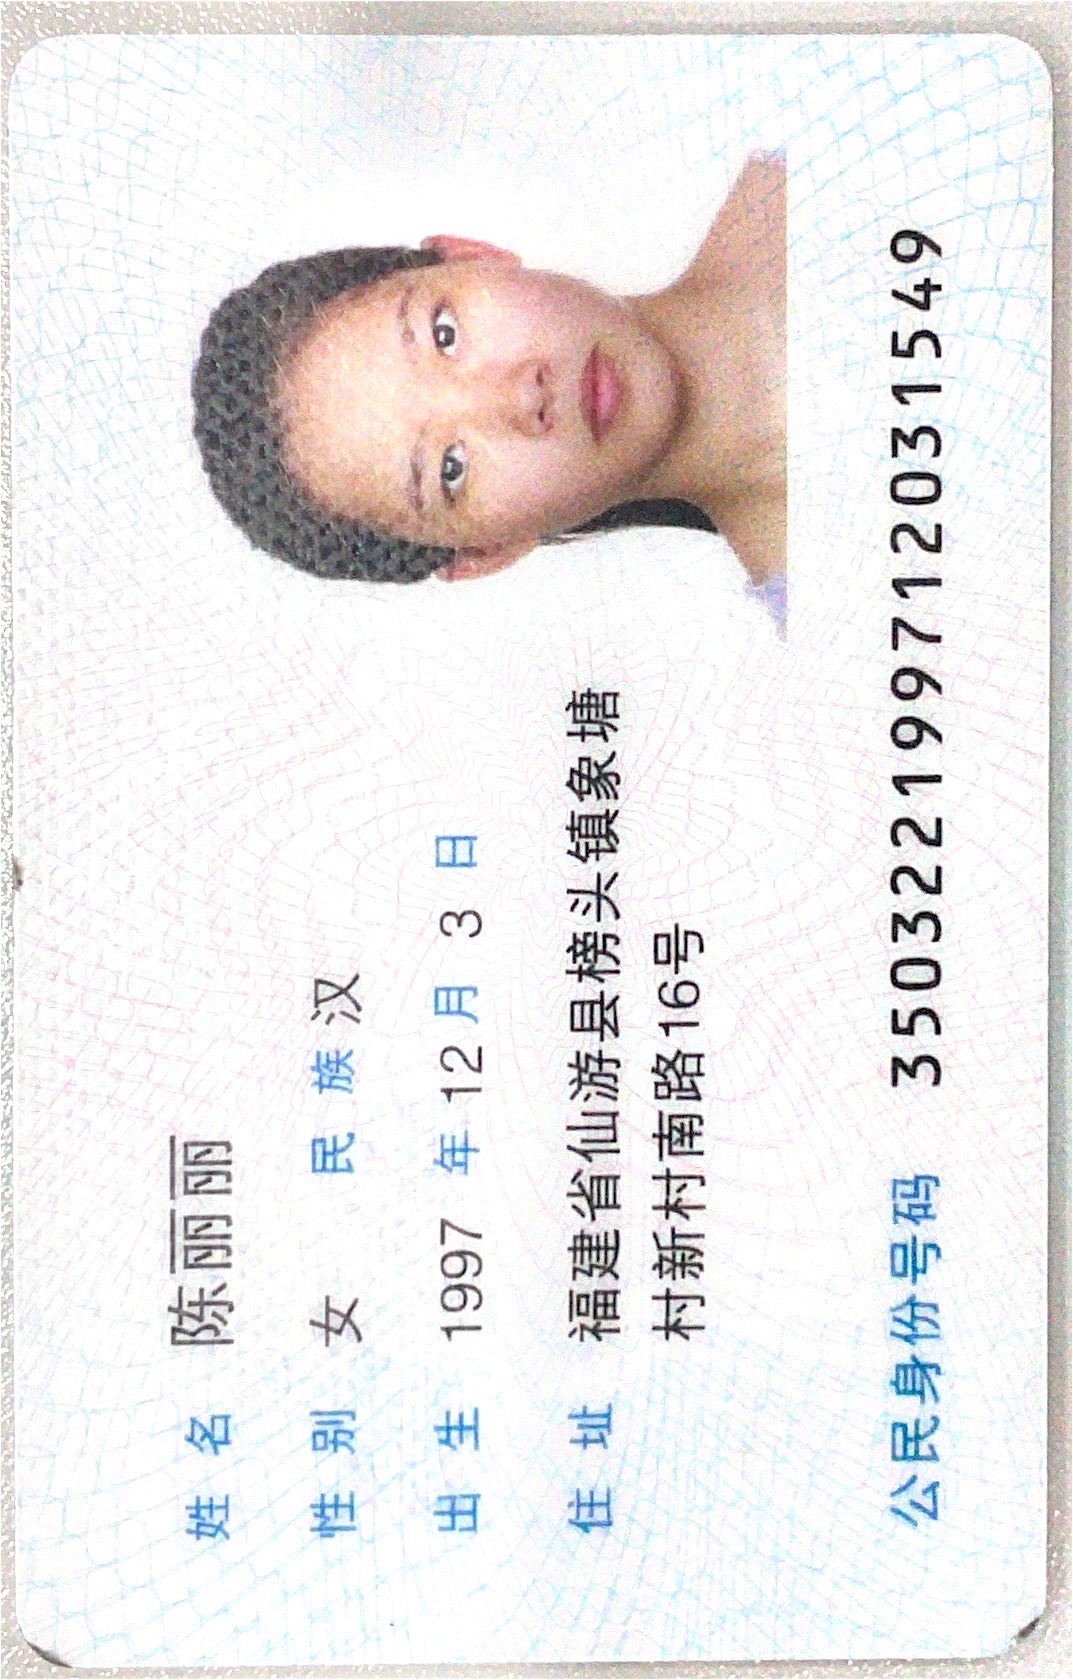 姓名 陈丽丽
性别 女 民族 汉
出生 1997 年 12 月 3 日
住址 福建省仙游县榜头镇象塘
村新村南路16号
公民身份号码 350322199712031549